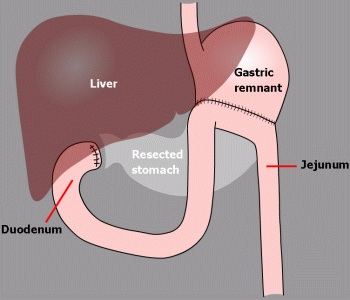 Liver
Gastric
remnant
Resected
stomach
Jejunum
Duodenum